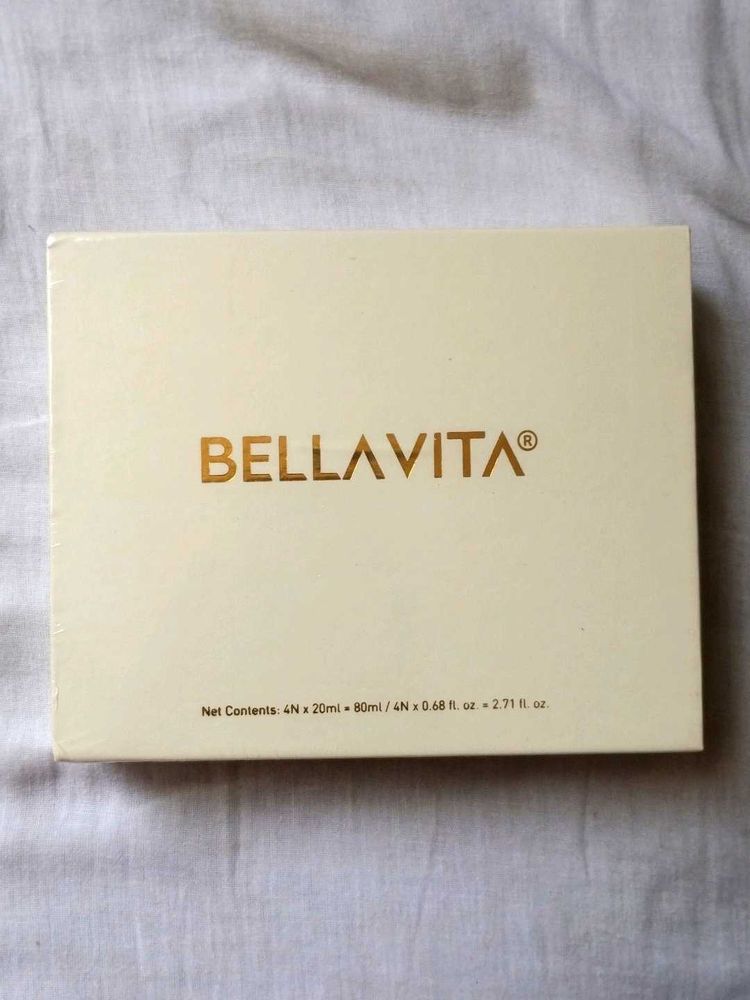 BELLAVITA®
Net Contents: 4N x 20ml = 80ml / 4N x 0.68 fl. oz. = 2.71 fl. oz.